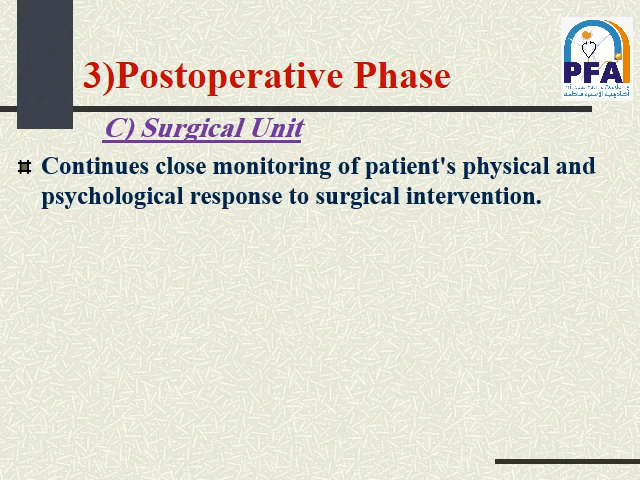 3)Postoperative Phase
PFA
C) Surgical Unit
Continues close monitoring of patient's physical and
psychological response to surgical intervention.